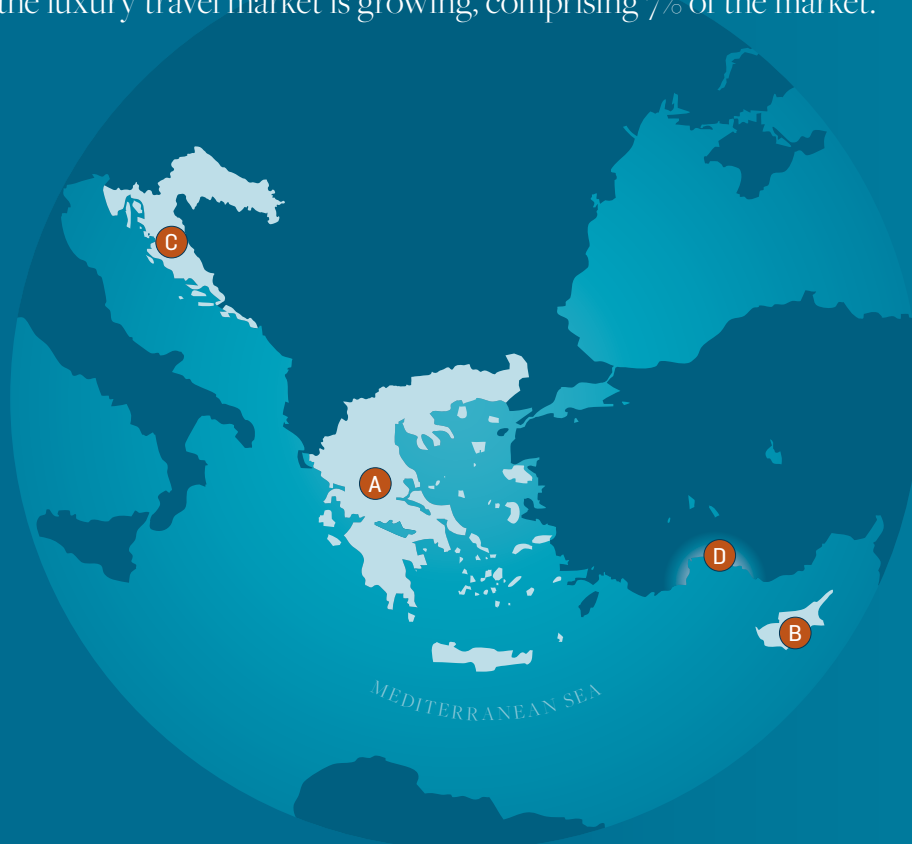 the luxury travel market is growing, comprising 7% of the market.
C
A
D
B
MEDITERRANEAN SEA